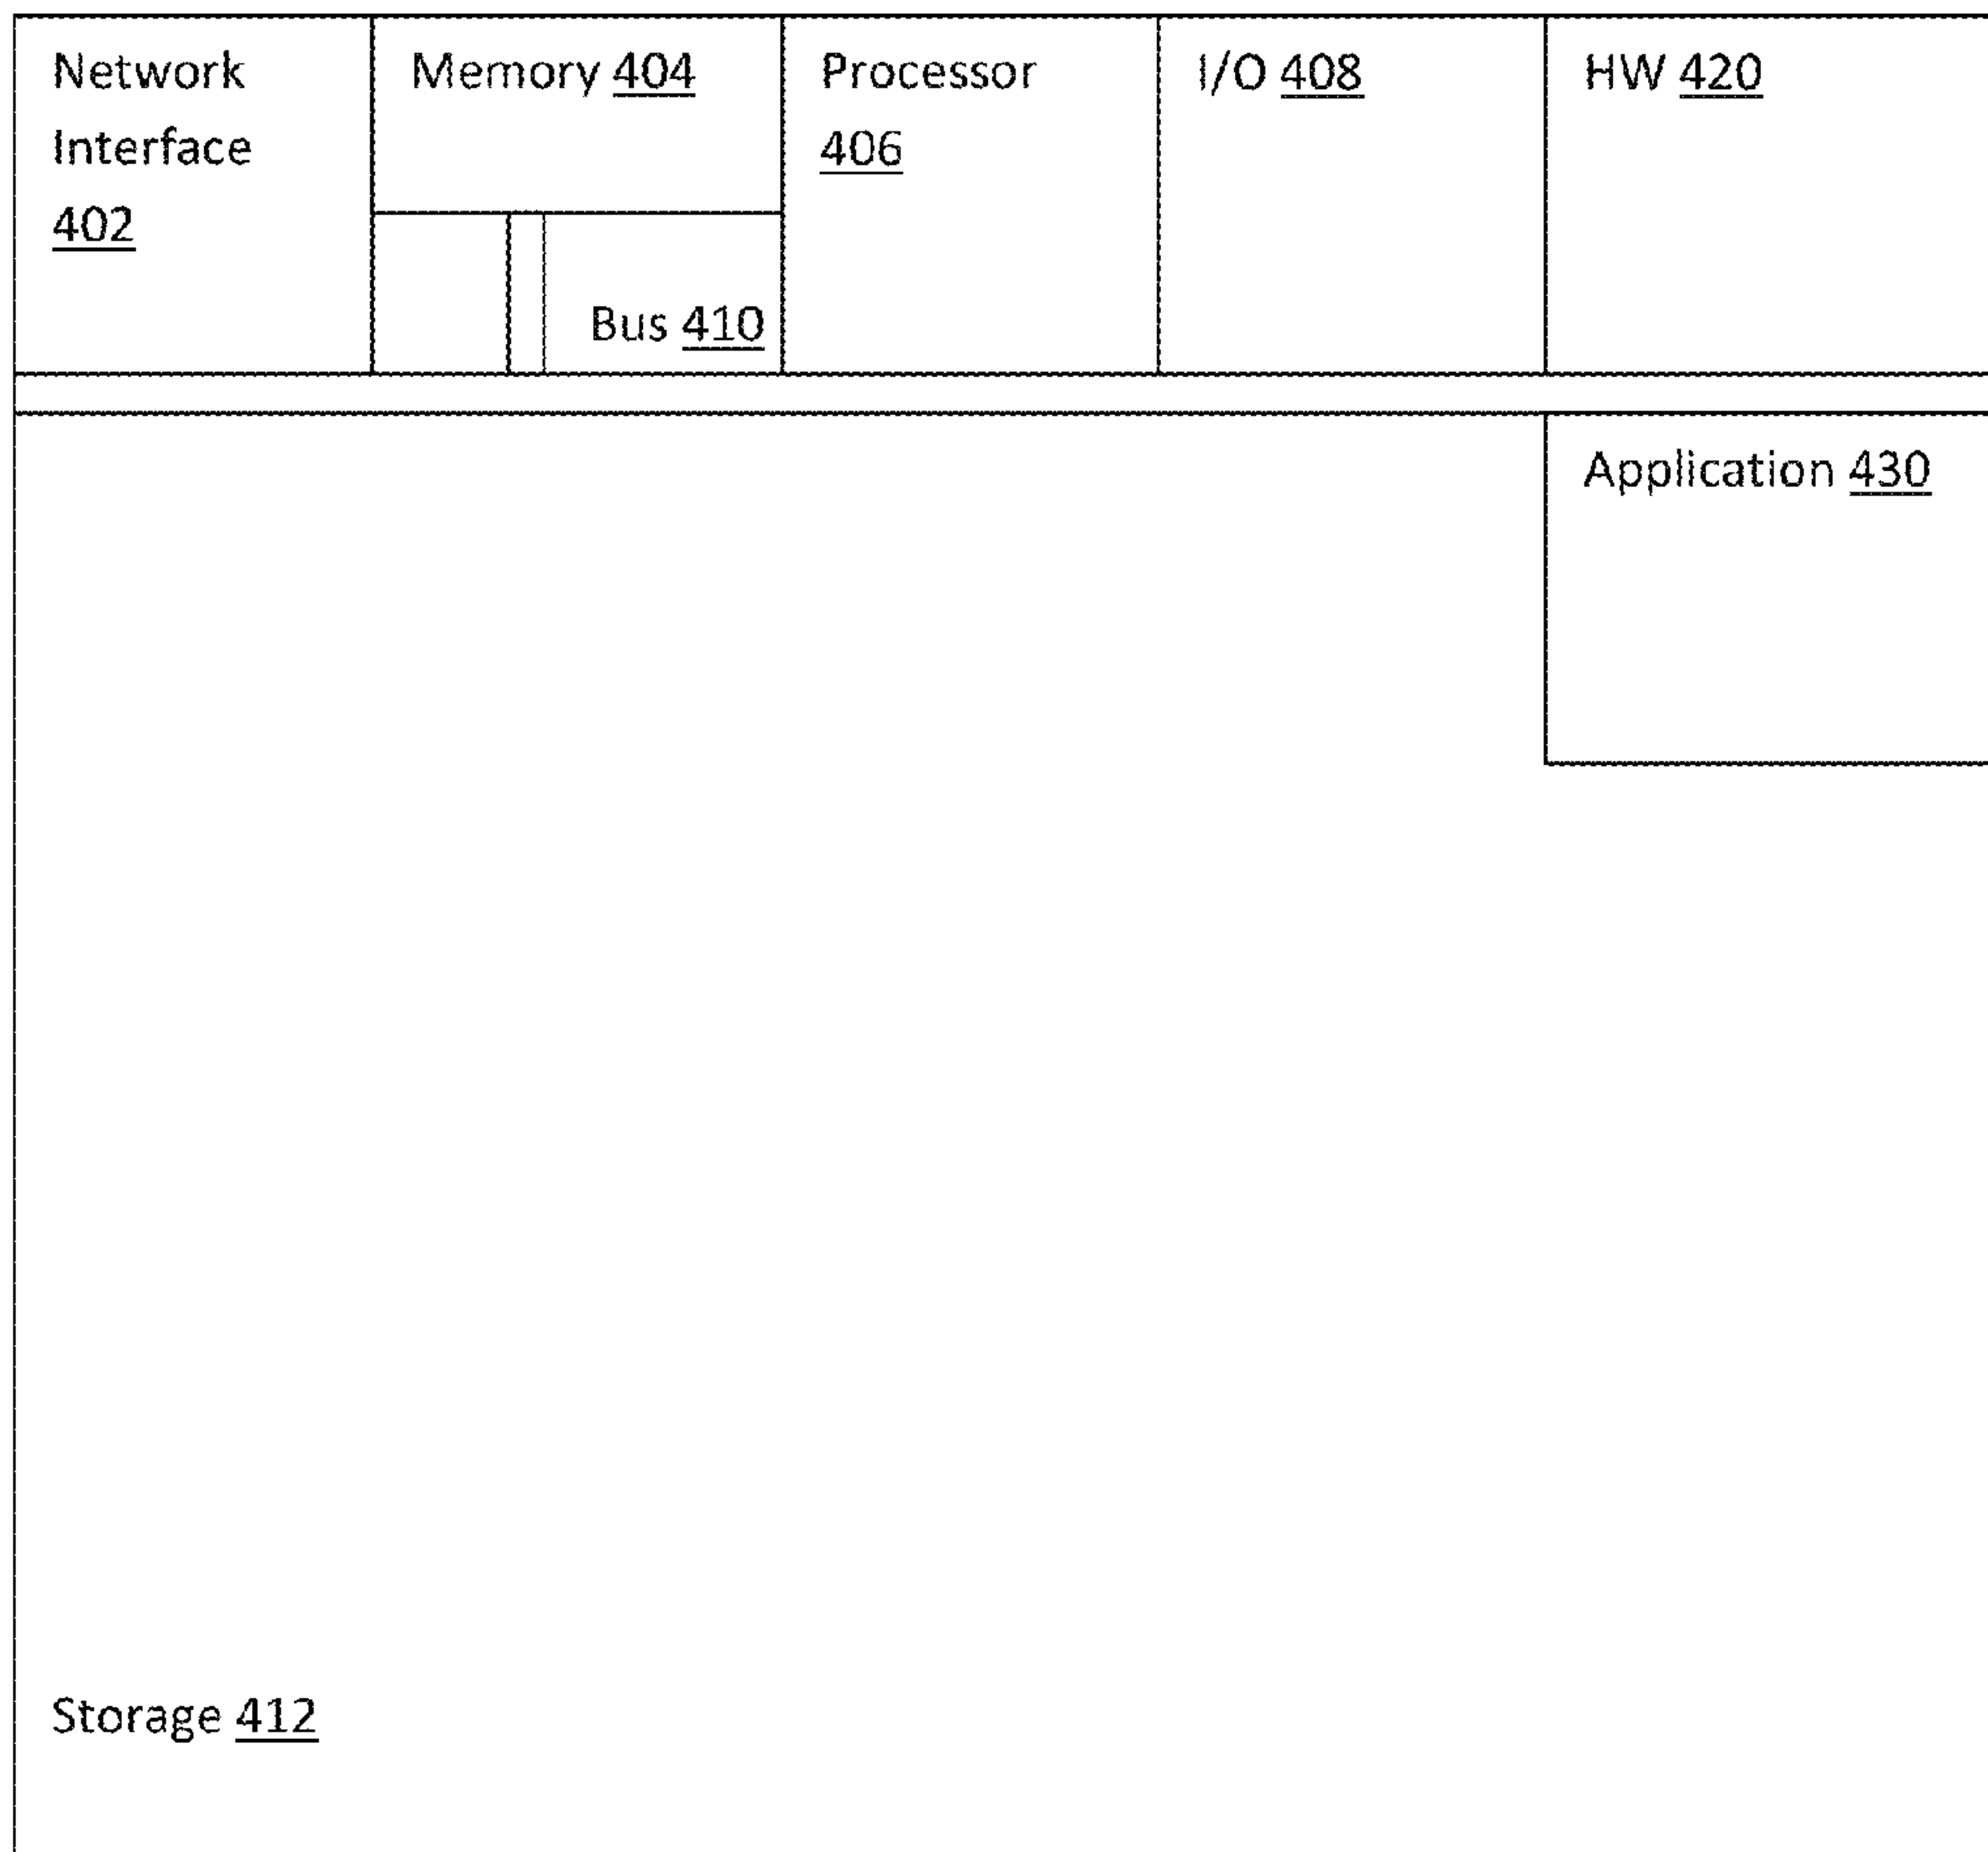 Network
Interface
402
Memory 404
Processor
406
I/O 408
HW 420
Bus 410
Application 430
Storage 412